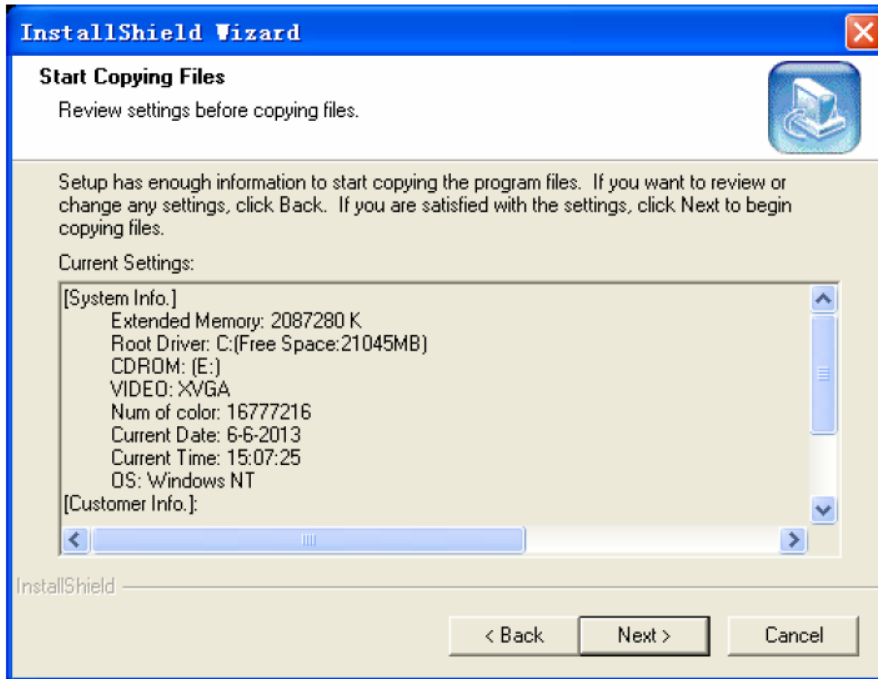 InstallShield Wizard
Start Copying Files
Review settings before copying files.
Setup has enough information to start copying the program files.  If you want to review or
change any settings, click Back.  If you are satisfied with the settings, click Next to begin
copying files.
Current Settings:
[System Info.]
Extended Memory: 2087280 K
Root Driver: C:(Free Space:21045MB)
CDROM: (E:)
VIDEO: XVGA
Num of color: 16777216
Current Date: 6-6-2013
Current Time: 15:07:25
OS: Windows NT
[Customer Info.]:
InstallShield
< Back
Next >
Cancel